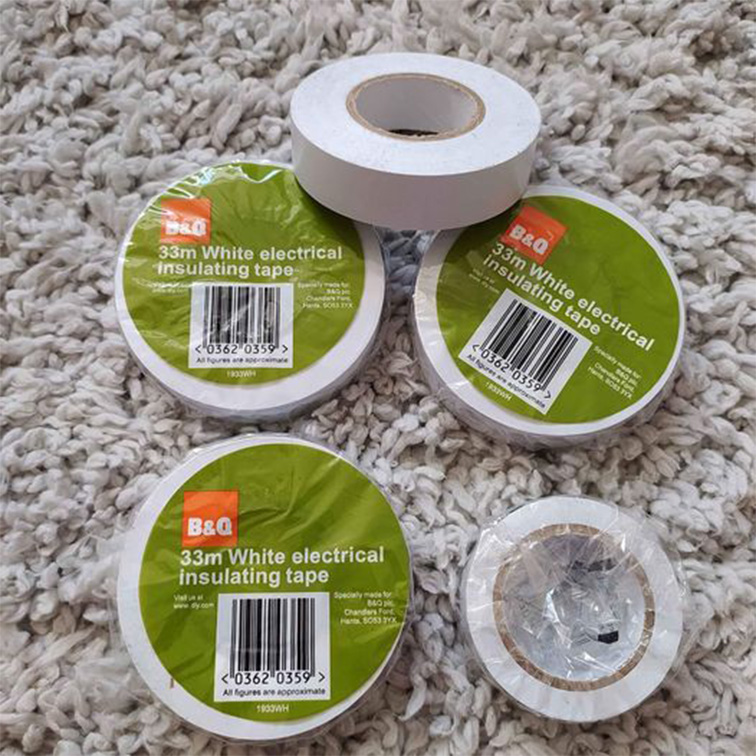 B&Q
33m White electrical
insulating tape
Specially made for:
B&Q plc,
Chandlers Ford,
Hants, SO53 3YX
<0362 0359>
All figures are approximate
1933WH
B&Q
33m White electrical
insulating tape
Visit us at
Specially made for:
B&Q plc,
Chandlers Ford,
Hants, SO53 3YX
<0362 0359>
All figures are approximate
1933WH
B&Q
33m White electrical
insulating tape
Visit us at
www.diy.com
Specially made for:
B&Q plc,
Chandlers Ford,
Hants, SO53 3YX
<0362 0359>
All figures are approximate
1933WH